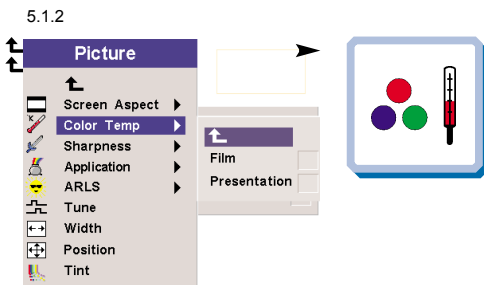 5.1.2
Picture
Screen Aspect
Color Temp
Sharpness
Application
ARLS
Tune
Width
Position
Tint
Film
Presentation